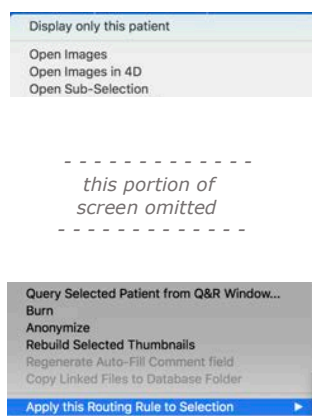 Display only this patient
Open Images
Open Images in 4D
Open Sub-Selection
this portion of
screen omitted
Query Selected Patient from Q&R Window...
Burn
Anonymize
Rebuild Selected Thumbnails
Regenerate Auto-Fill Comment field
Copy Linked Files to Database Folder
Apply this Routing Rule to Selection